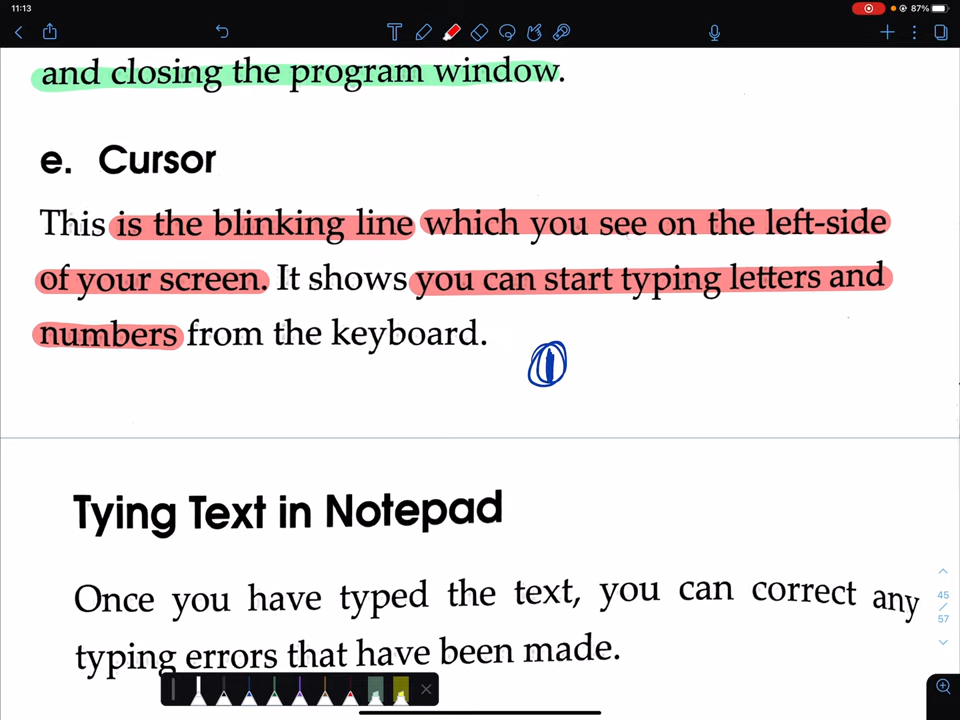 11:13
87%
and closing the program window.
e. Cursor
This is the blinking line which you see on the left-side
of your screen. It shows you can start typing letters and
numbers from the keyboard.
Tying Text in Notepad
Once you have typed the text, you can correct any
typing errors that have been made.
45
/
57